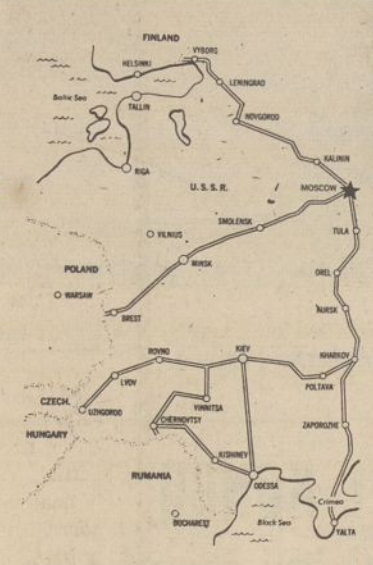 FINLAND
VYBORG
HELSINKI
LENINGRAD
Baltic Sea
TALLIN
NOVGOROD
KALININ
RIGA
U. S. S. R.
MOSCOW
SMOLENSK
TULA
VILNIUS
MINSK
POLAND
OREL
WARSAW
BREST
KURSK
ROVNO
KIEV
KHARKOV
LVOV
POLTAVA
CZECH.
UZHGOROD
VINNITSA
CHERNOVTSY
ZAPOROZHE
HUNGARY
KISHINEV
RUMANIA
ODESSA
Crimea
BUCHAREST
Black Sea
YALTA